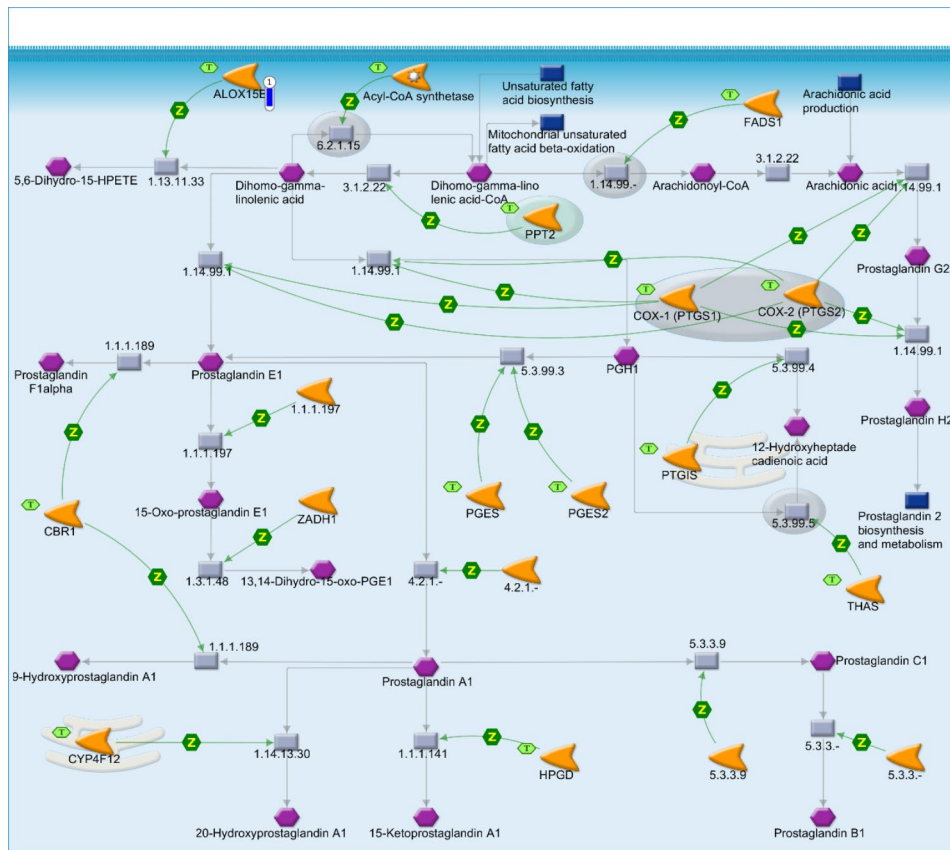 T
ALOX15B
1
T
Acyl-CoA synthetase
Unsaturated fatty
acid biosynthesis
Mitochondrial unsaturated
fatty acid beta-oxidation
T
FADS1
Arachidonic acid
production
Z
Z
Z
6.2.1.15
5,6-Dihydro-15-HPETE
1.13.11.33
Dihomo-gamma-
linolenic acid
3.1.2.22
Dihomo-gamma-lino
lenic acid-CoA
1.14.99.-
Arachidonoyl-CoA
3.1.2.22
Arachidonic acid
1.14.99.1
Z
T
PPT2
Z
Z
1.14.99.1
1.14.99.1
Z
Prostaglandin G2
Z
Z
Z
T
COX-1 (PTGS1)
T
COX-2 (PTGS2)
Z
Z
Z
1.14.99.1
1.1.1.189
Prostaglandin
F1alpha
Prostaglandin E1
5.3.99.3
PGH1
5.3.99.4
Z
1.1.1.197
Z
1.1.1.197
Z
Z
Z
Prostaglandin H2
12-Hydroxyheptade
cadienoic acid
T
PTGIS
T
CBR1
15-Oxo-prostaglandin E1
ZADH1
Z
T
PGES
T
PGES2
5.3.99.5
Prostaglandin 2
biosynthesis
and metabolism
Z
1.3.1.48
13,14-Dihydro-15-oxo-PGE1
4.2.1.-
Z
4.2.1.-
Z
T
THAS
Z
1.1.1.189
9-Hydroxyprostaglandin A1
Prostaglandin A1
5.3.3.9
Prostaglandin C1
T
CYP4F12
Z
1.14.13.30
1.1.1.141
Z
T
HPGD
Z
5.3.3.9
5.3.3.-
Z
5.3.3.-
20-Hydroxyprostaglandin A1
15-Ketoprostaglandin A1
Prostaglandin B1